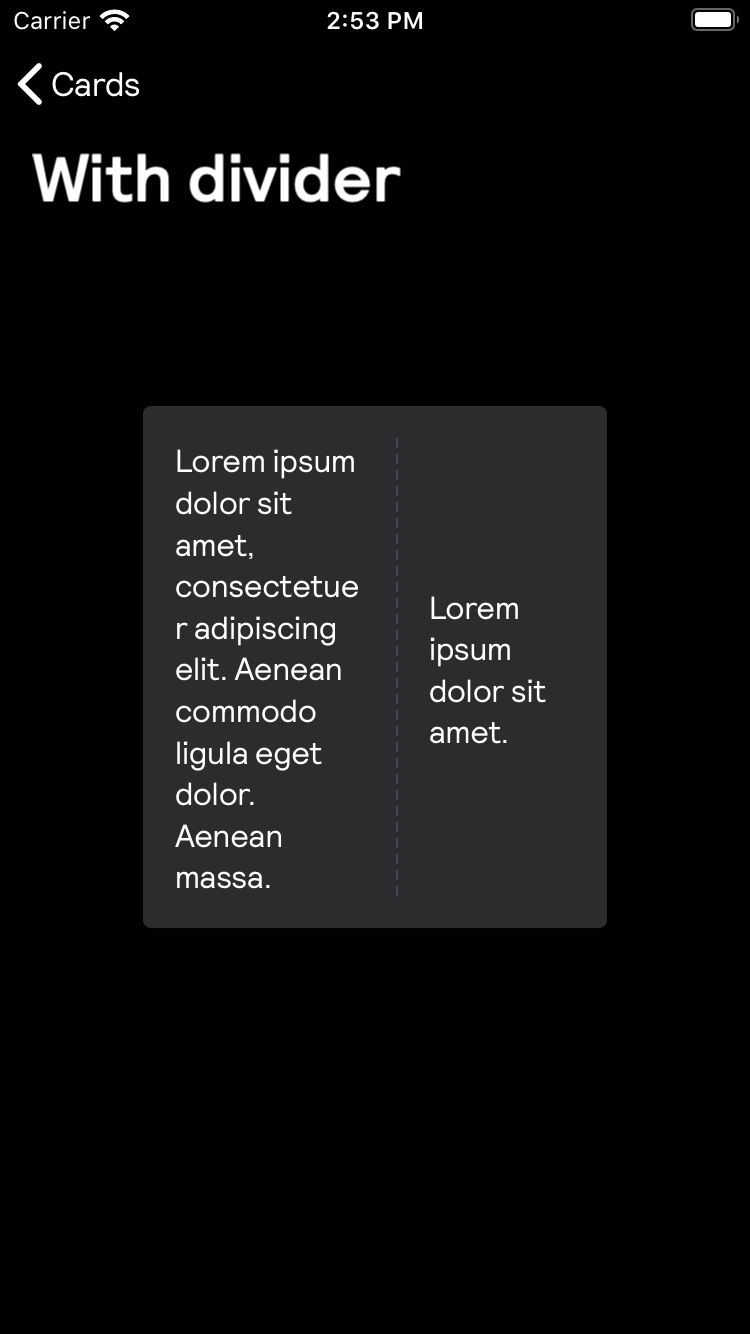 Carrier 2:53 PM
Cards
With divider
Lorem ipsum
dolor sit
amet,
consectetue
r adipiscing
elit. Aenean
commodo
ligula eget
dolor.
Aenean
massa.
Lorem
ipsum
dolor sit
amet.